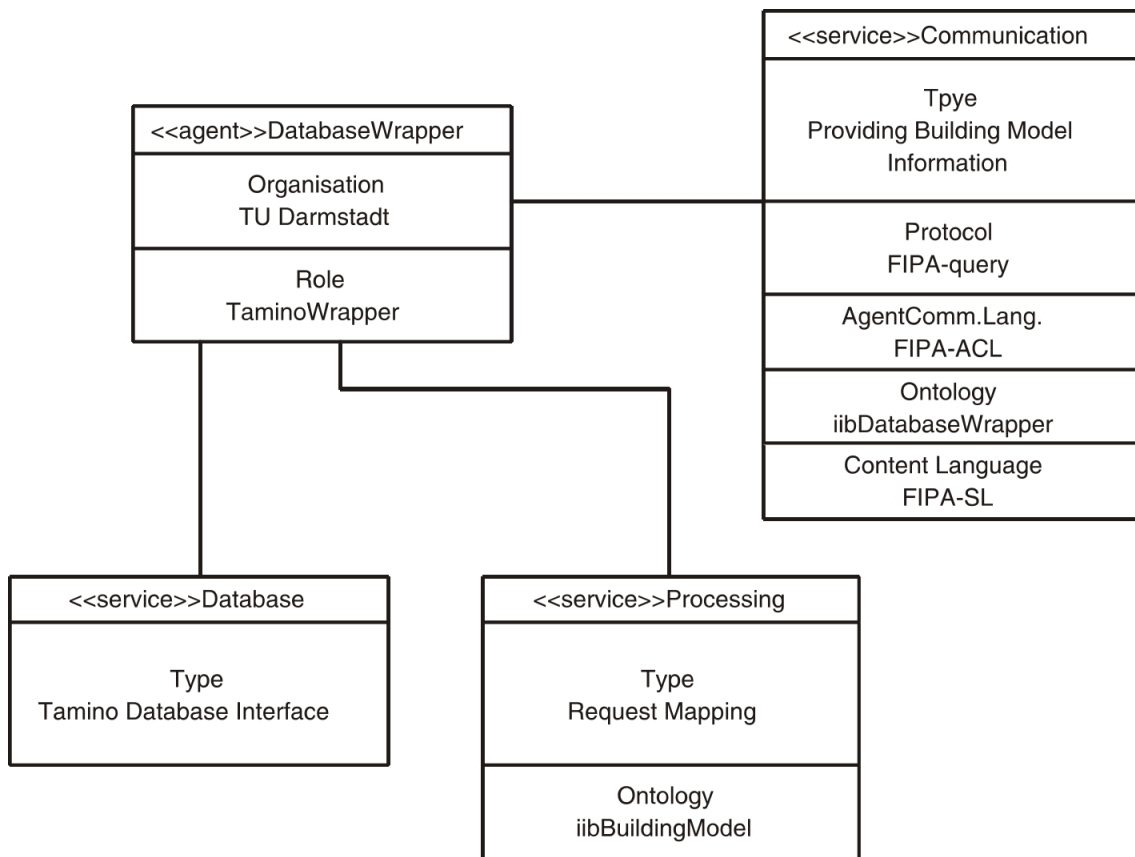 <<service>>Communication
Tpye
Providing Building Model
Information
Protocol
FIPA-query
AgentComm.Lang.
FIPA-ACL
Ontology
iibDatabaseWrapper
Content Language
FIPA-SL
<<agent>>DatabaseWrapper
Organisation
TU Darmstadt
Role
TaminoWrapper
<<service>>Database
Type
Tamino Database Interface
<<service>>Processing
Type
Request Mapping
Ontology
iibBuildingModel